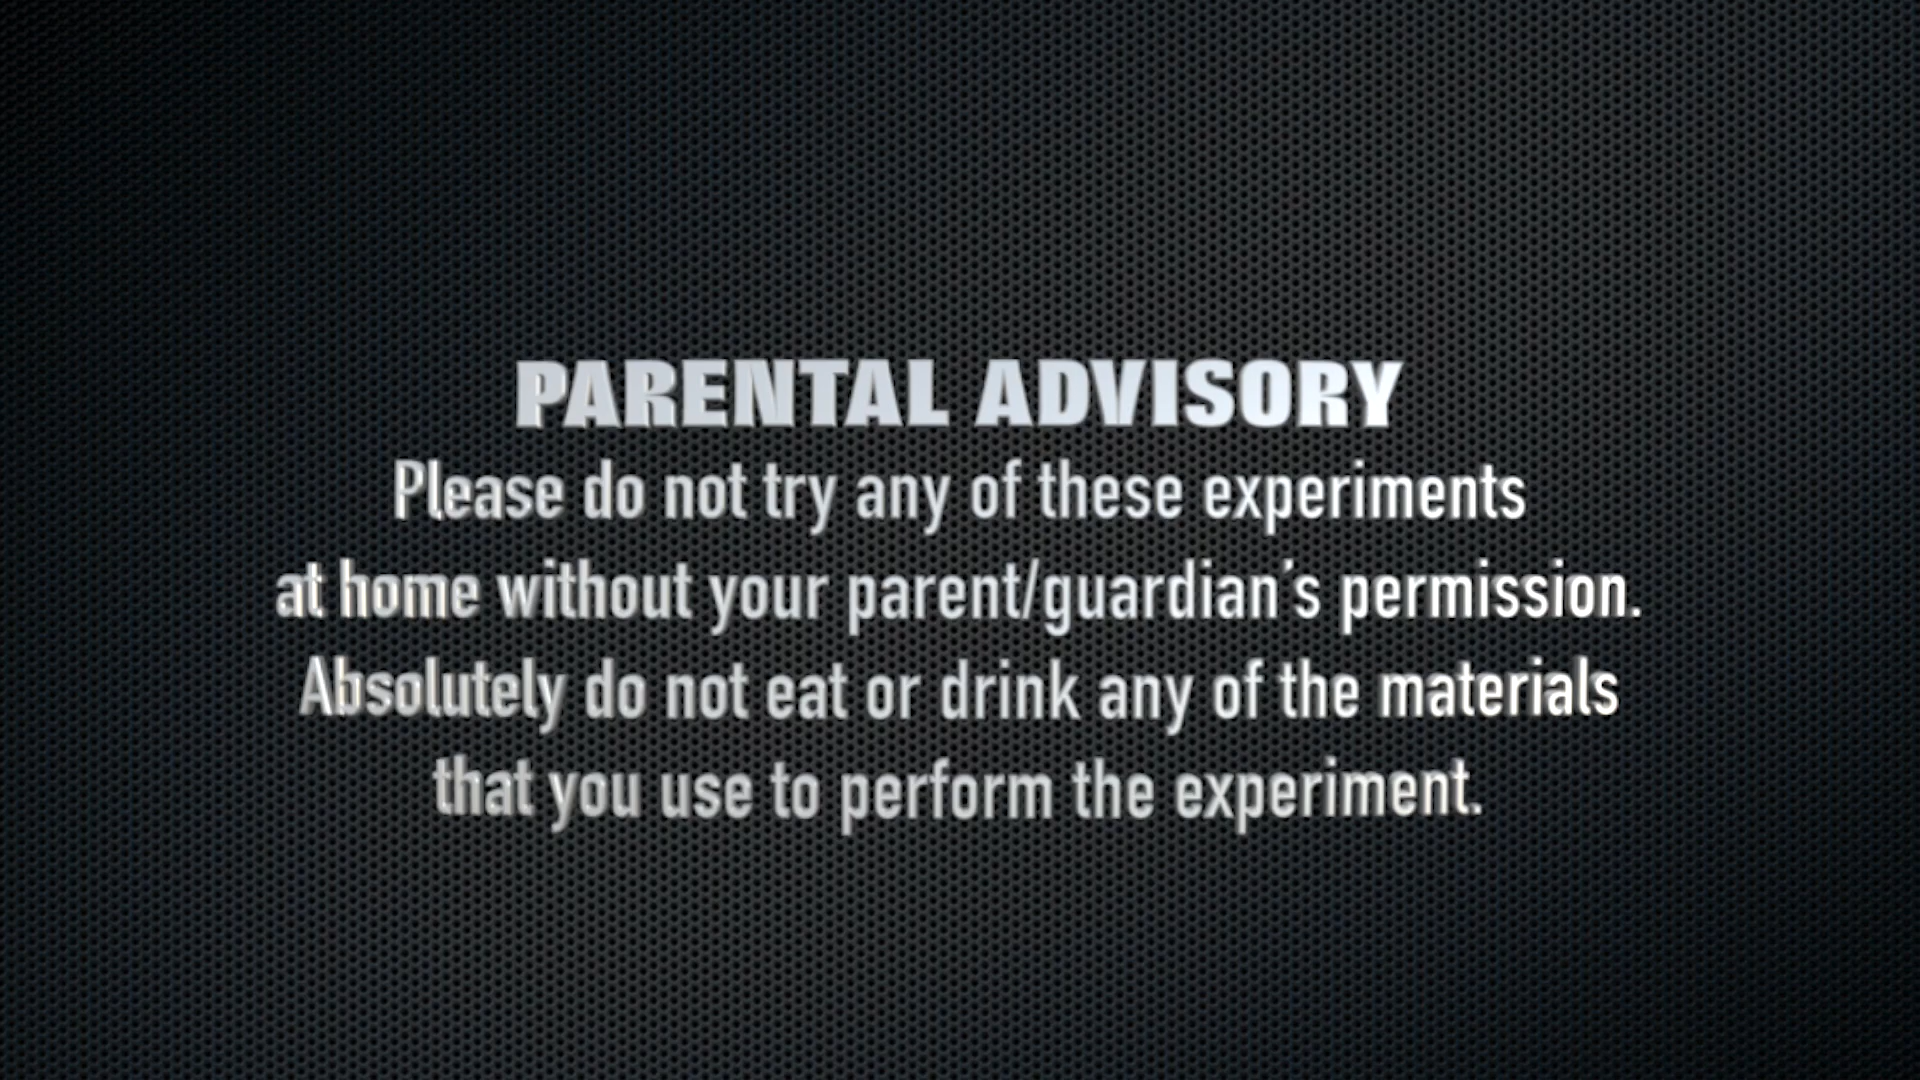 PARENTAL ADVISORY
Please do not try any of these experiments
at home without your parent/guardian's permission.
Absolutely do not eat or drink any of the materials
that you use to perform the experiment.